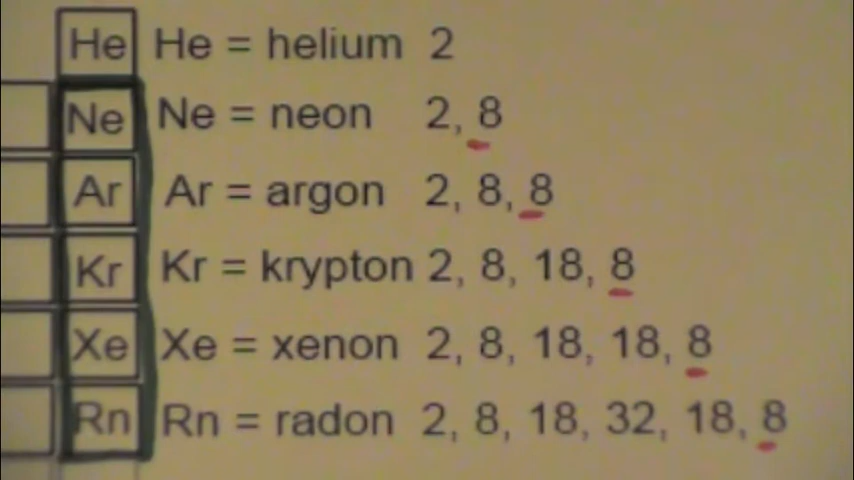 He He = helium 2
Ne Ne = neon 2, 8
Ar Ar = argon 2, 8, 8
Kr Kr = krypton 2, 8, 18, 8
Xe Xe = xenon 2, 8, 18, 18, 8
Rn Rn = radon 2, 8, 18, 32, 18, 8